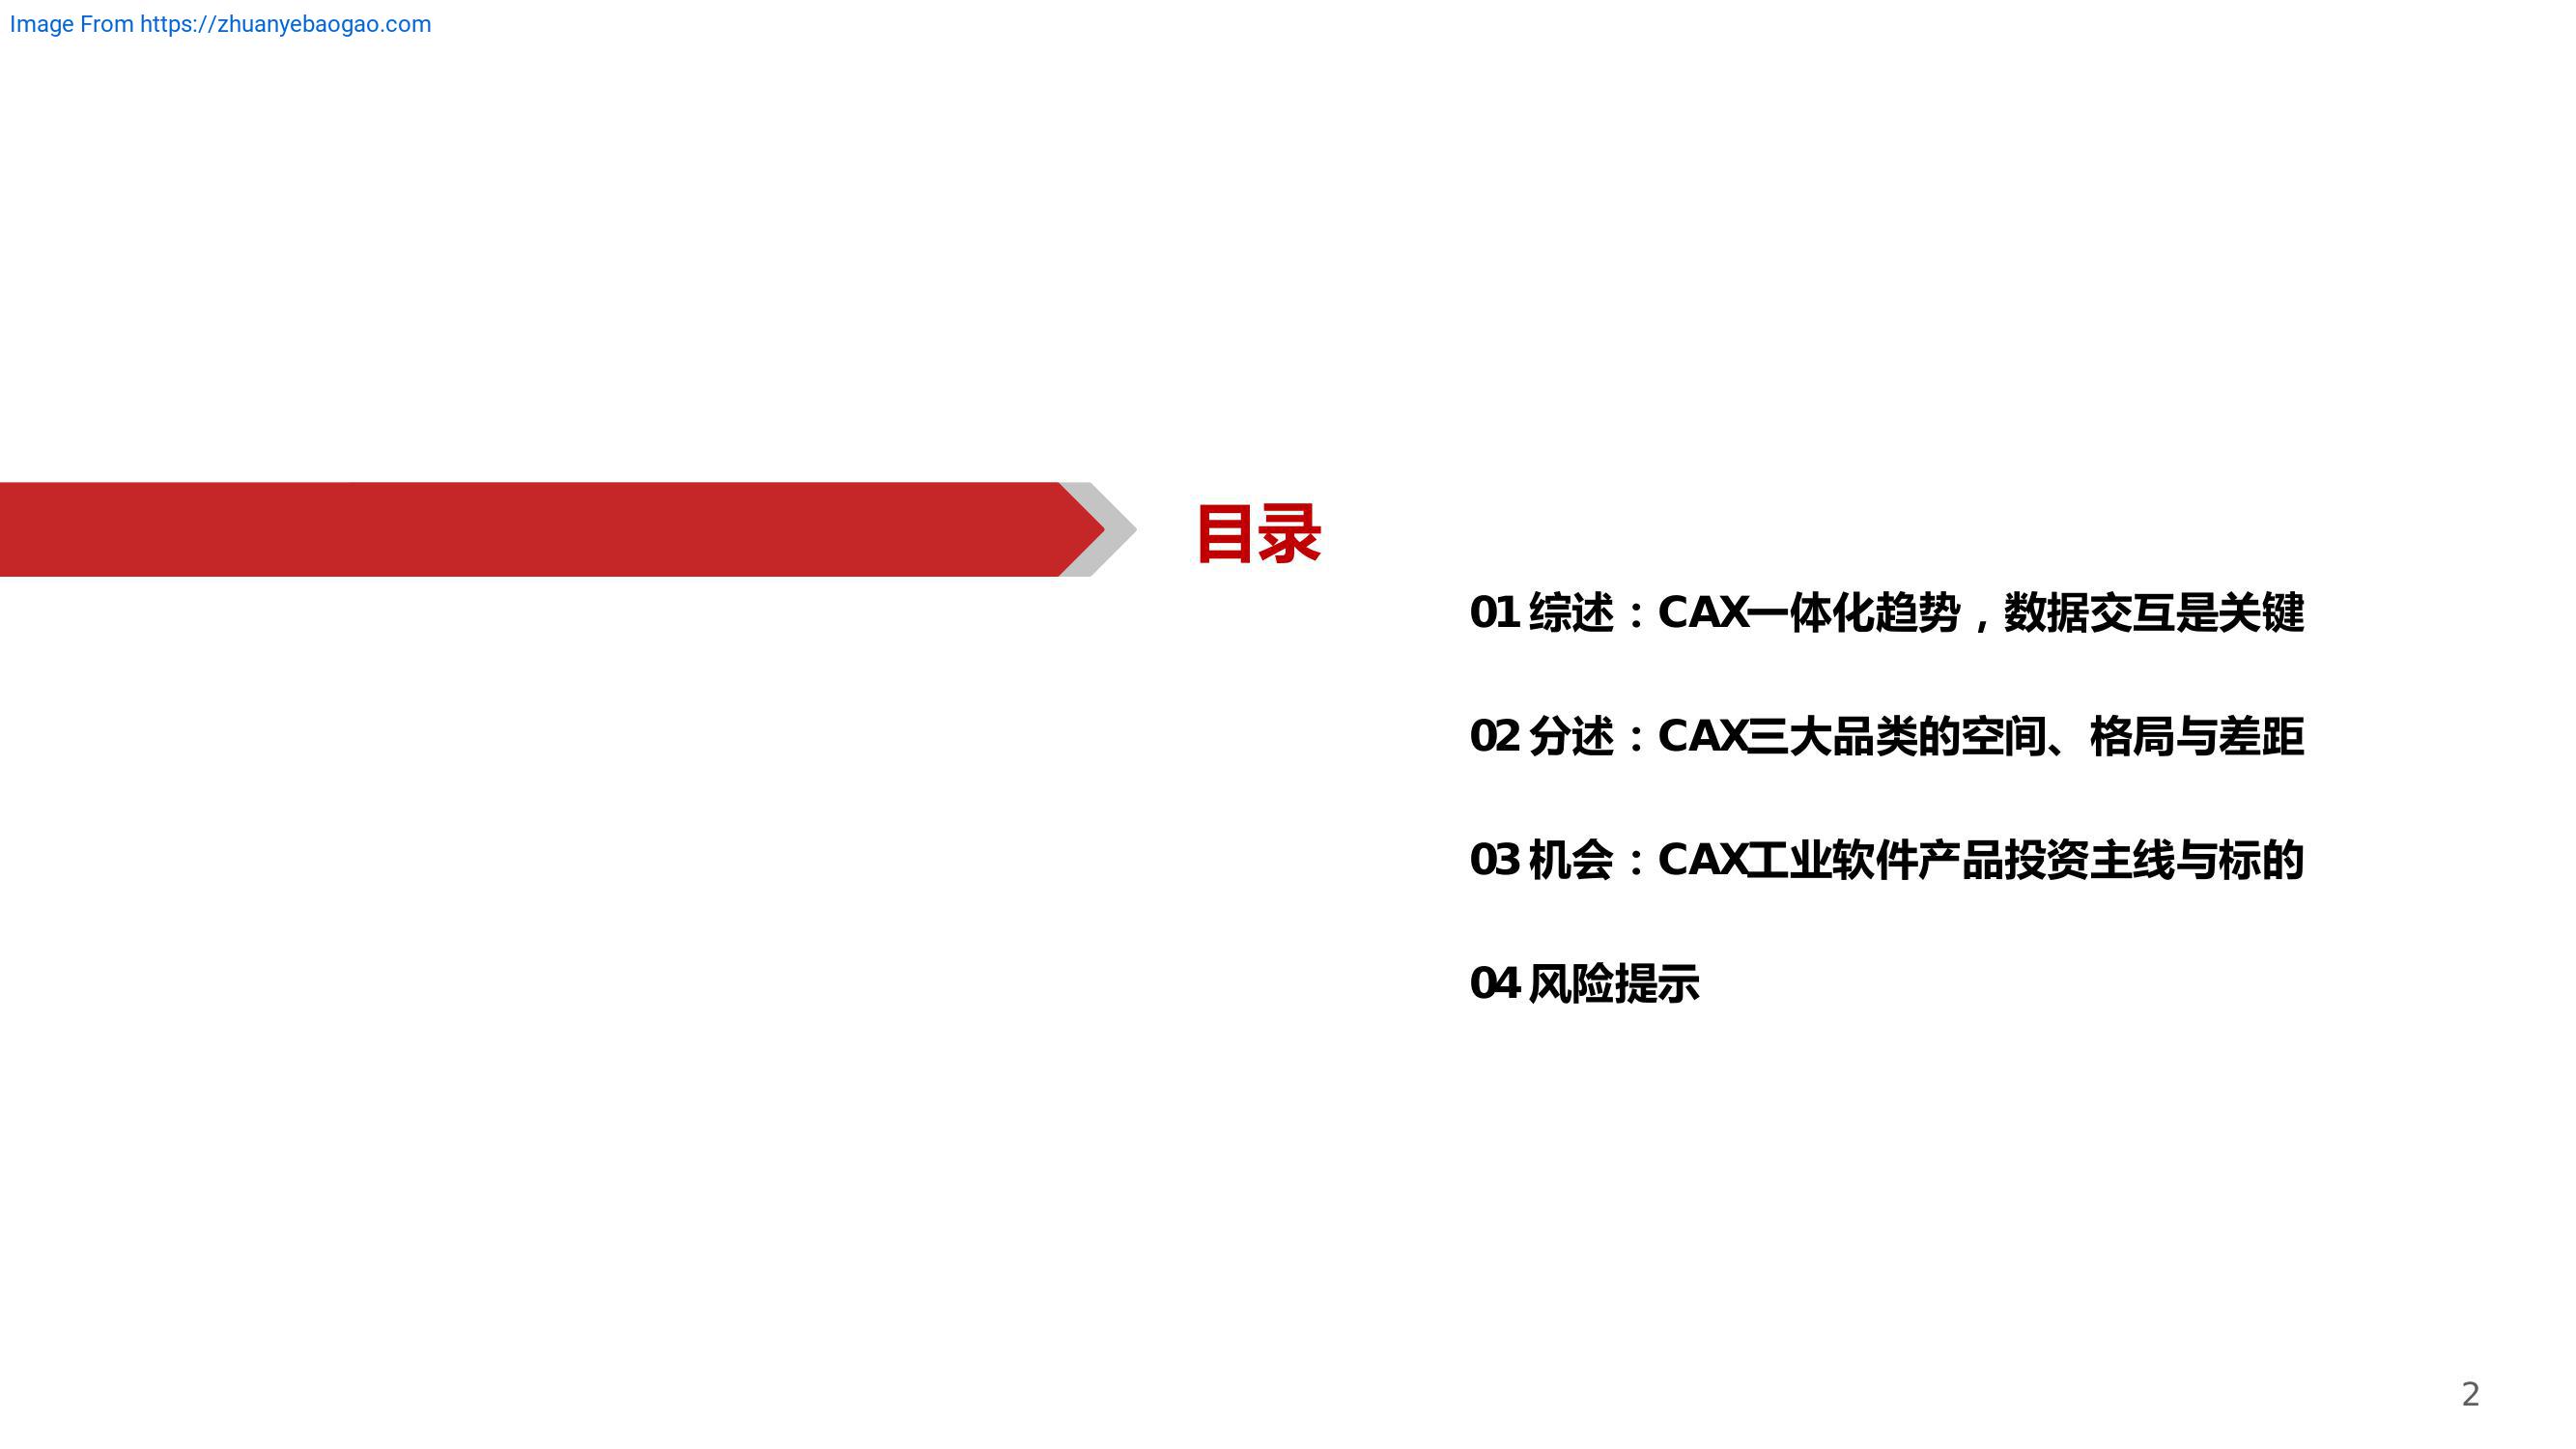 Image From https://zhuanyebaogao.com
目录
01 综述：CAX一体化趋势，数据交互是关键
02 分述：CAX三大品类的空间、格局与差距
03 机会：CAX工业软件产品投资主线与标的
04 风险提示
2